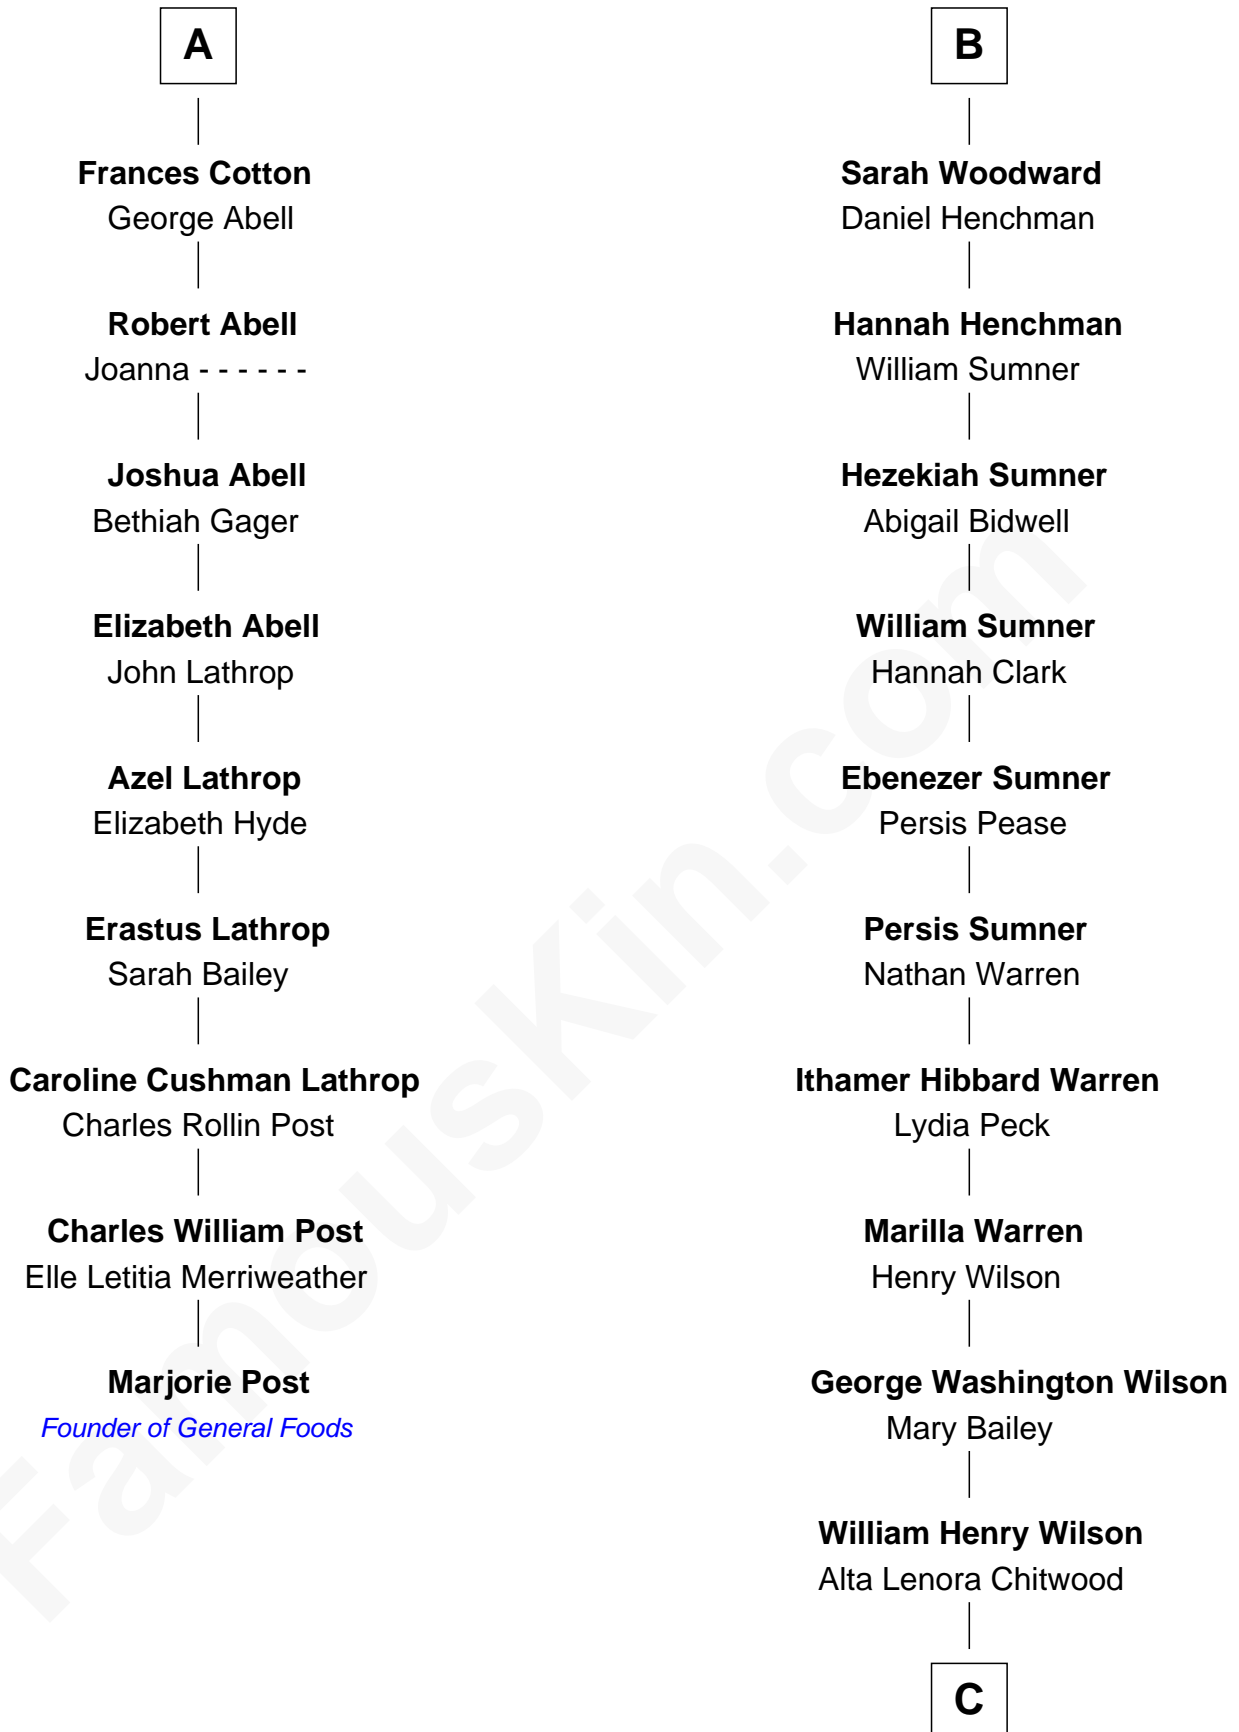 A
Frances Cotton
George Abell
Robert Abell
Joanna - - - - - -
Joshua Abell
Bethiah Gager
Elizabeth Abell
John Lathrop
Azel Lathrop
Elizabeth Hyde
Erastus Lathrop
Sarah Bailey
Caroline Cushman Lathrop
Charles Rollin Post
Charles William Post
Elle Letitia Merriweather
Marjorie Post
Founder of General Foods
B
Sarah Woodward
Daniel Henchman
Hannah Henchman
William Sumner
Hezekiah Sumner
Abigail Bidwell
William Sumner
Hannah Clark
Ebenezer Sumner
Persis Pease
Persis Sumner
Nathan Warren
Ithamer Hibbard Warren
Lydia Peck
Marilla Warren
Henry Wilson
George Washington Wilson
Mary Bailey
William Henry Wilson
Alta Lenora Chitwood
C
FamousKin.com